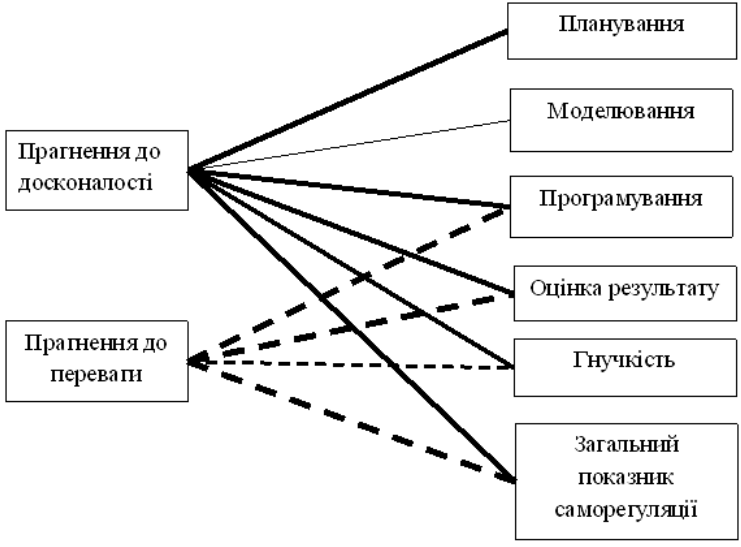 Планування
Моделювання
Прагнення до
досконалості
Програмування
Оцінка результату
Прагнення до
переваги
Гнучкість
Загальний
показник
саморегуляції